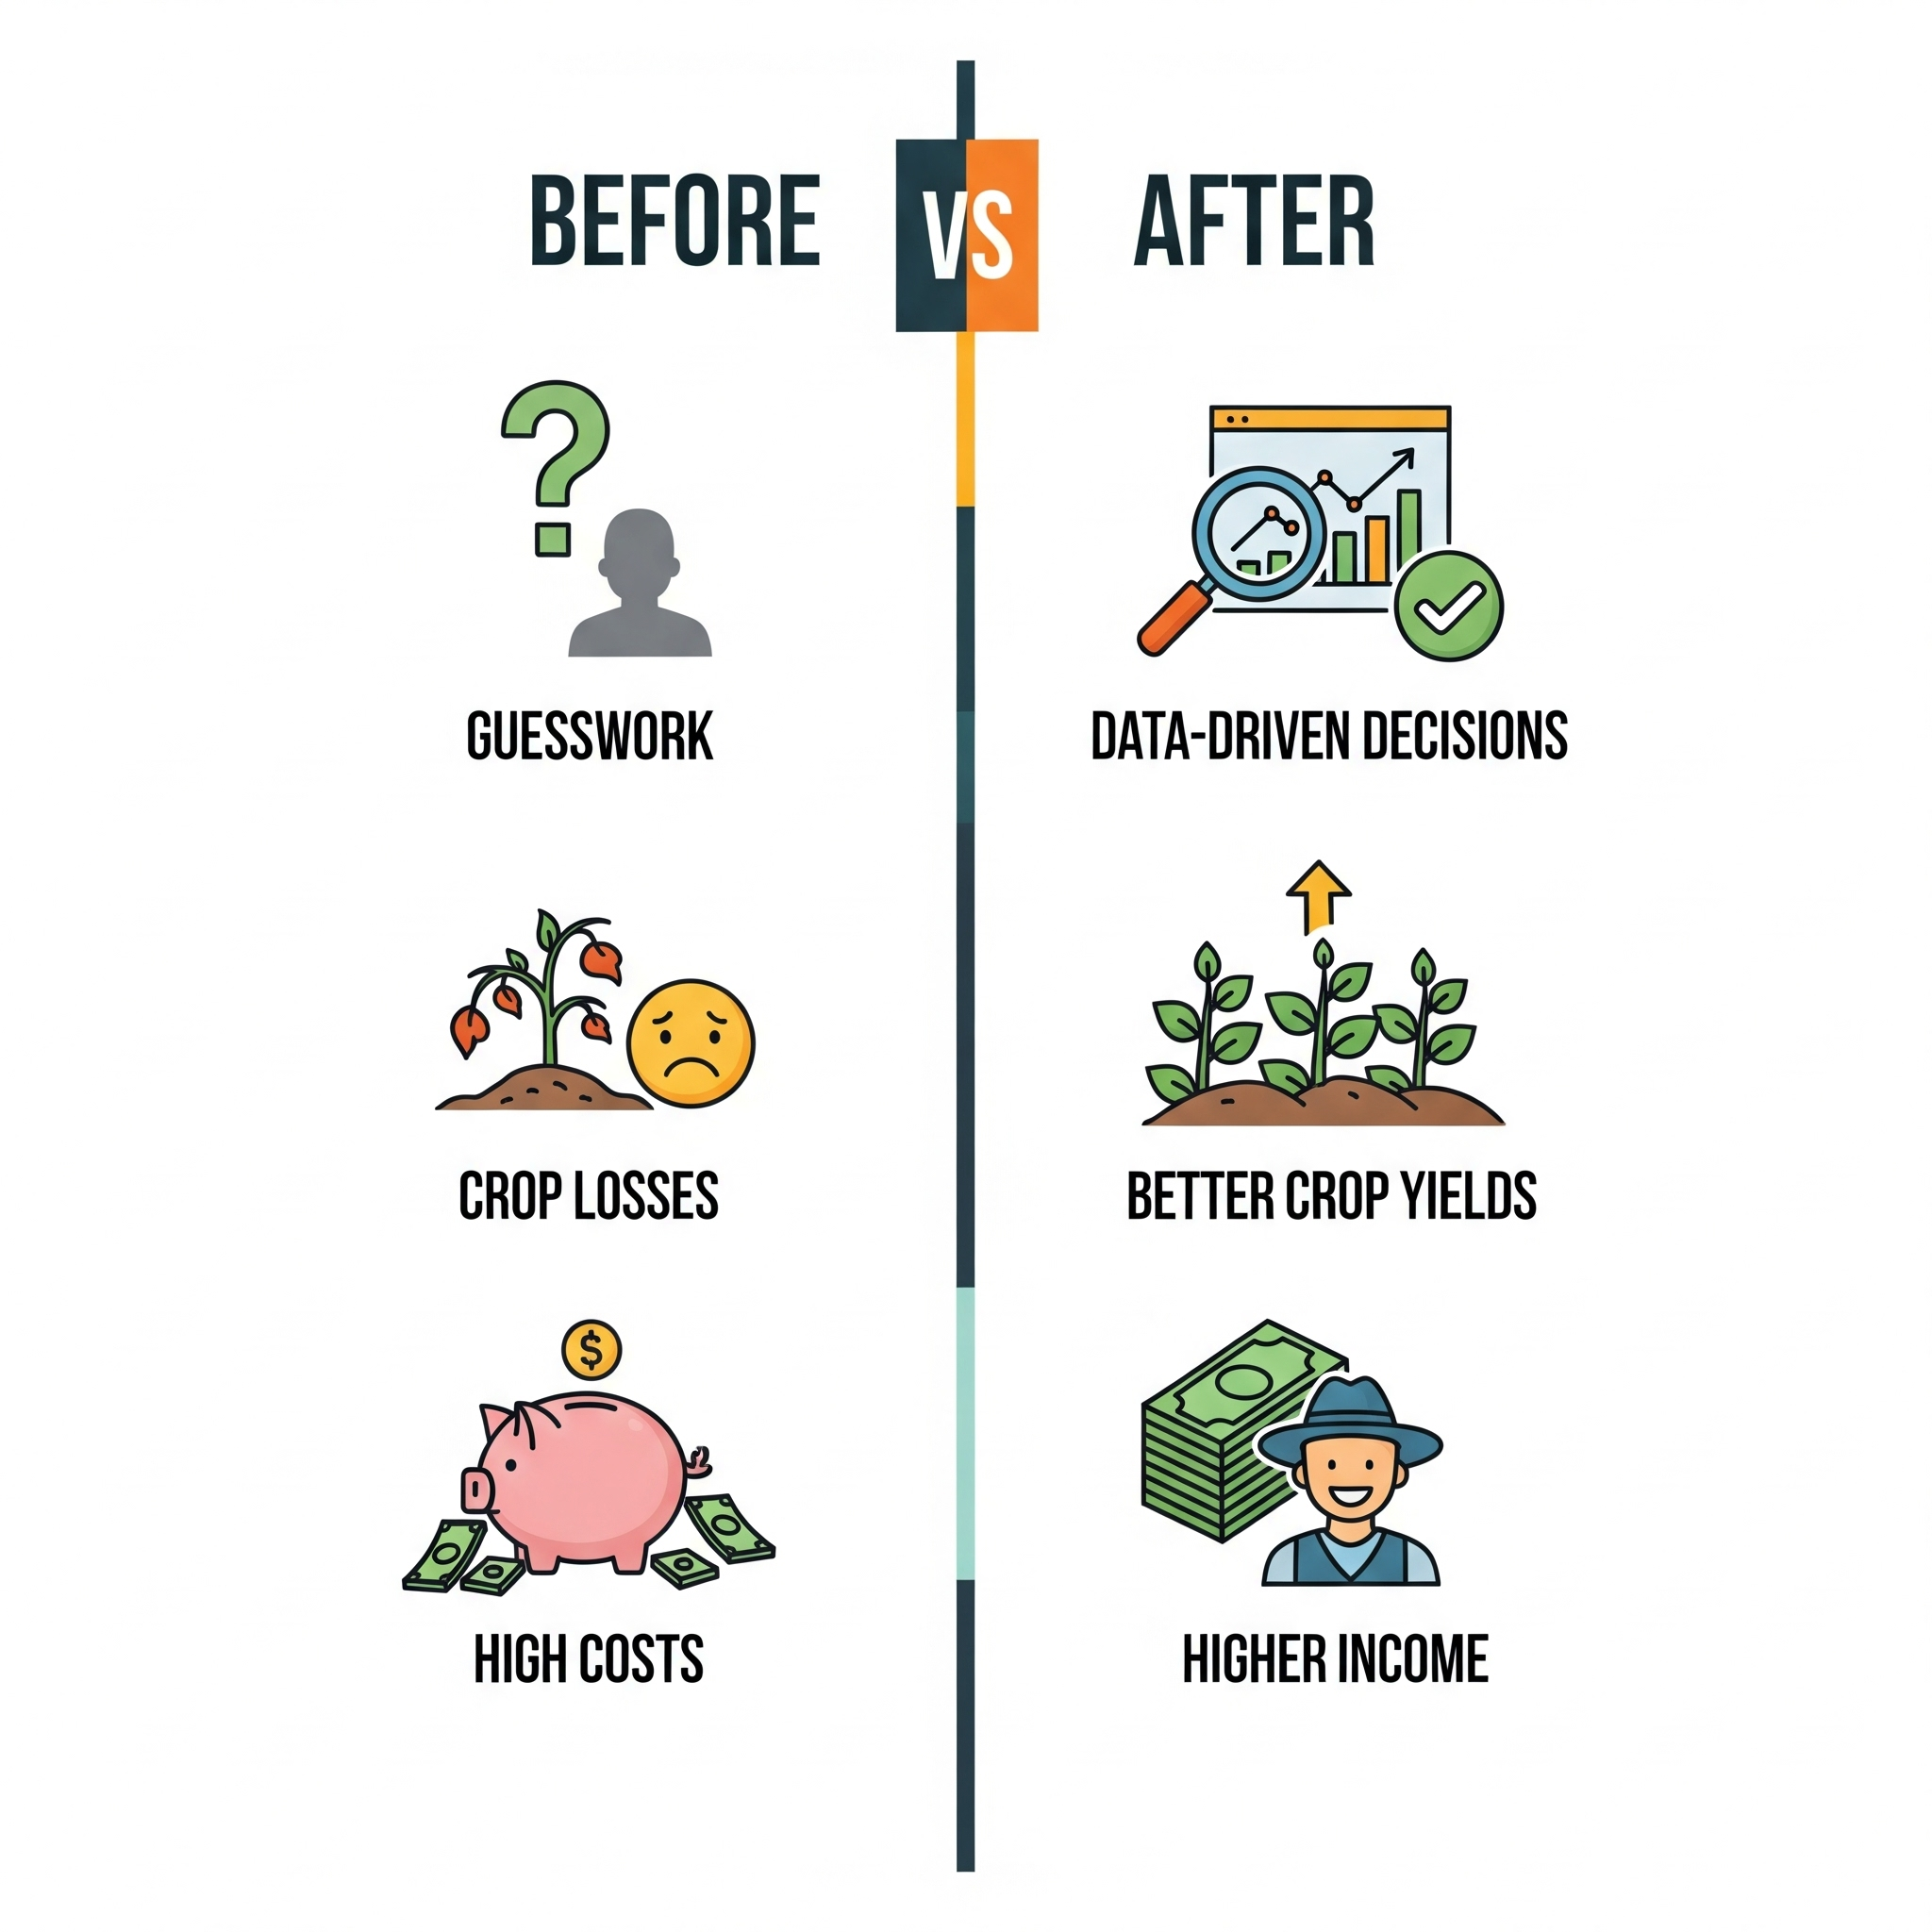 BEFORE VS AFTER
GUESSWORK
DATA-DRIVEN DECISIONS
CROP LOSSES
BETTER CROP YIELDS
$
HIGH COSTS
HIGHER INCOME